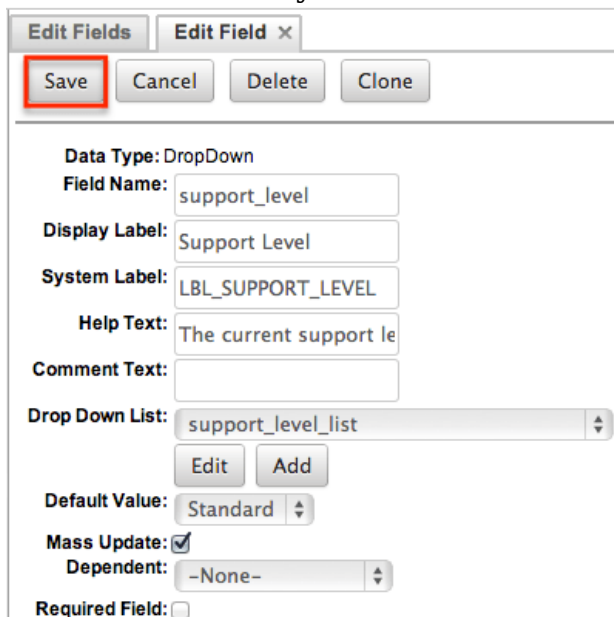 Edit Fields Edit Field ×
Save Cancel Delete Clone
Data Type: DropDown
Field Name: support_level
Display Label: Support Level
System Label: LBL_SUPPORT_LEVEL
Help Text: The current support le
Comment Text:
Drop Down List: support_level_list
Edit Add
Default Value: Standard
Mass Update:
Dependent: -None-
Required Field: